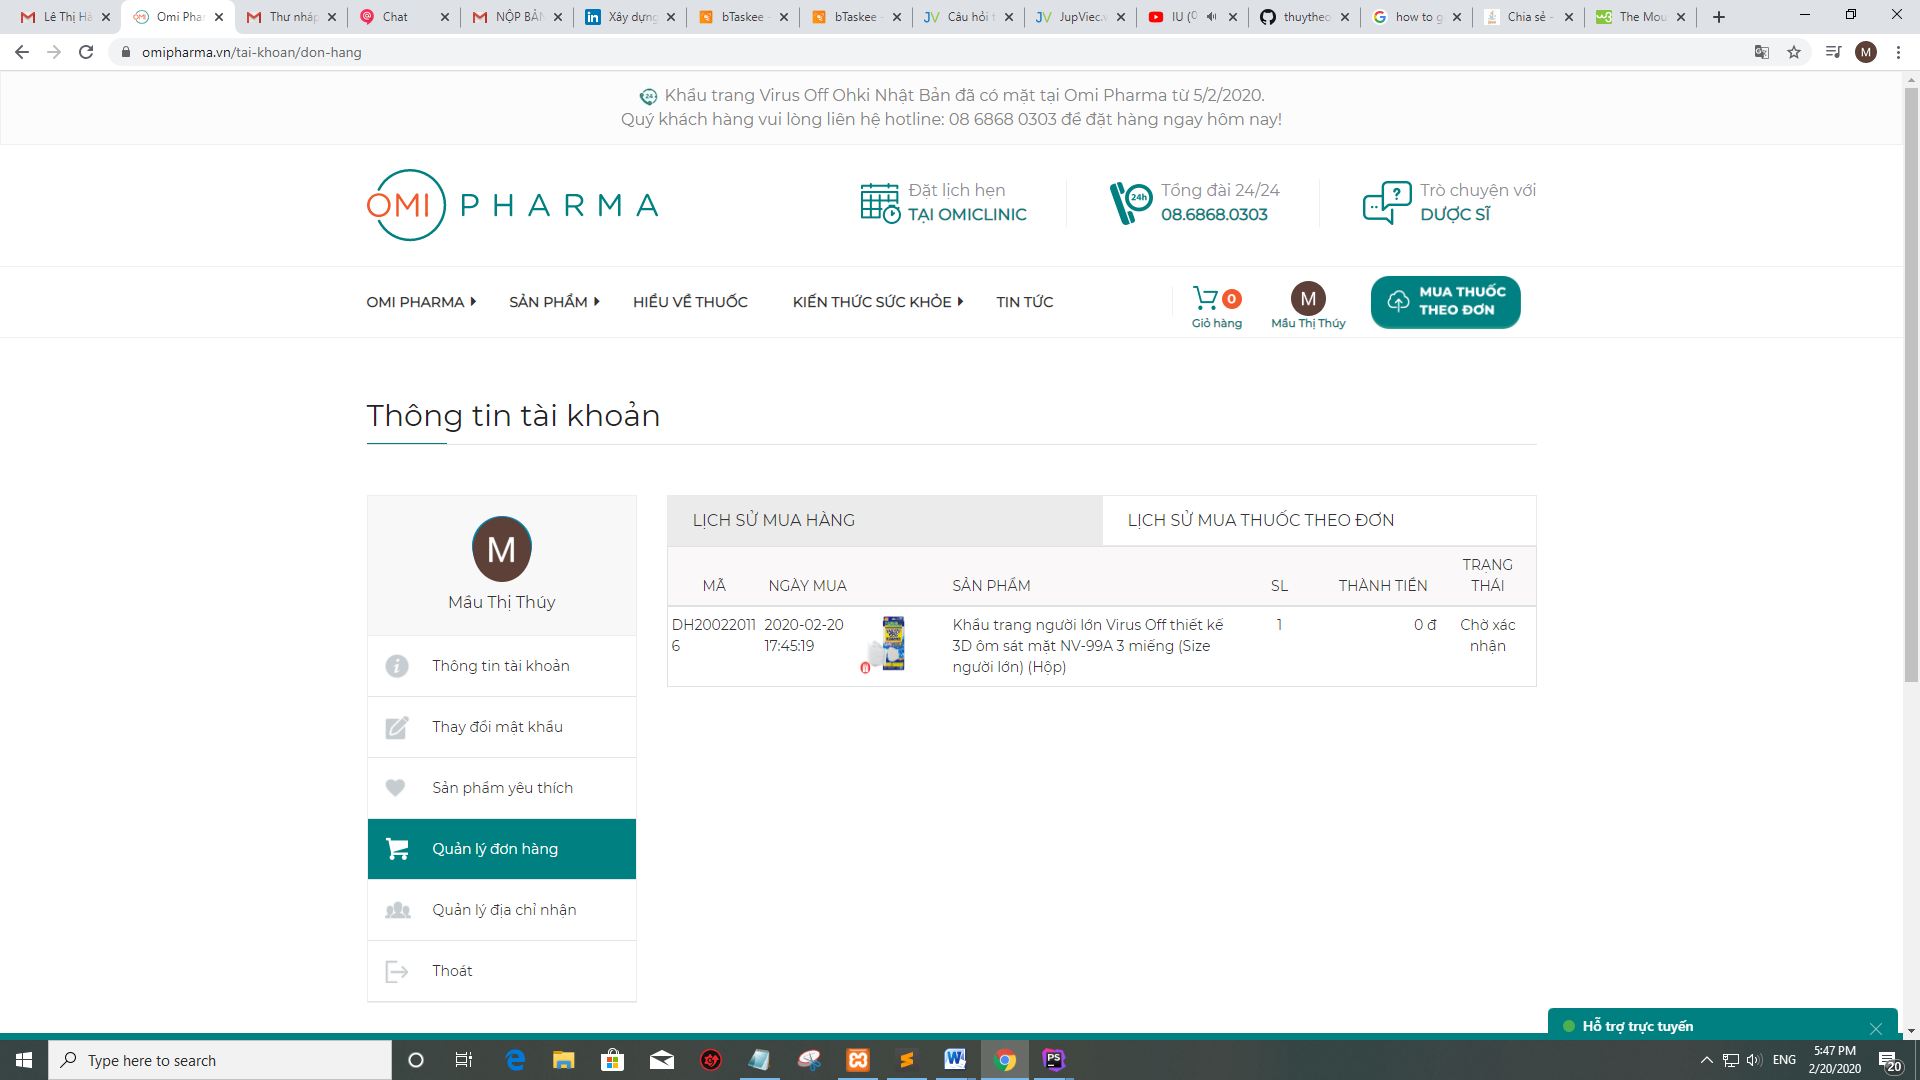 Lê Thị Hà
Omi Phar
Thư nháp
Chat
NỘP BẢN
Xây dựng
bTaskee -
bTaskee -
Câu hỏi t
JupViec.v
IU (
thuytheo
how to g
Chia sẻ -
The Mou
omipharma.vn/tai-khoan/don-hang
M
Khẩu trang Virus Off Ohki Nhật Bản đã có mặt tại Omi Pharma từ 5/2/2020.
Quý khách hàng vui lòng liên hệ hotline: 08 6868 0303 để đặt hàng ngay hôm nay!
OMI PHARMA
Đặt lịch hẹn
TẠI OMICLINIC
24h
Tổng đài 24/24
08.6868.0303
Trò chuyện với
DƯỢC SĨ
OMI PHARMA
SẢN PHẨM
HIỂU VỀ THUỐC
KIẾN THỨC SỨC KHỎE
TIN TỨC
0
Giỏ hàng
M
Mầu Thị Thúy
MUA THUỐC
THEO ĐƠN
Thông tin tài khoản
M
Mầu Thị Thúy
Thông tin tài khoản
Thay đổi mật khẩu
Sản phẩm yêu thích
Quản lý đơn hàng
Quản lý địa chỉ nhận
Thoát
LỊCH SỬ MUA HÀNG
LỊCH SỬ MUA THUỐC THEO ĐƠN
MÃ
NGÀY MUA
SẢN PHẨM
SL
THÀNH TIỀN
TRẠNG
THÁI
DH20022011
6
2020-02-20
17:45:19
Khẩu trang người lớn Virus Off thiết kế
3D ôm sát mặt NV-99A 3 miếng (Size
người lớn) (Hộp)
1
0 đ
Chờ xác
nhận
Hỗ trợ trực tuyến
Type here to search
ENG
5:47 PM
2/20/2020
20